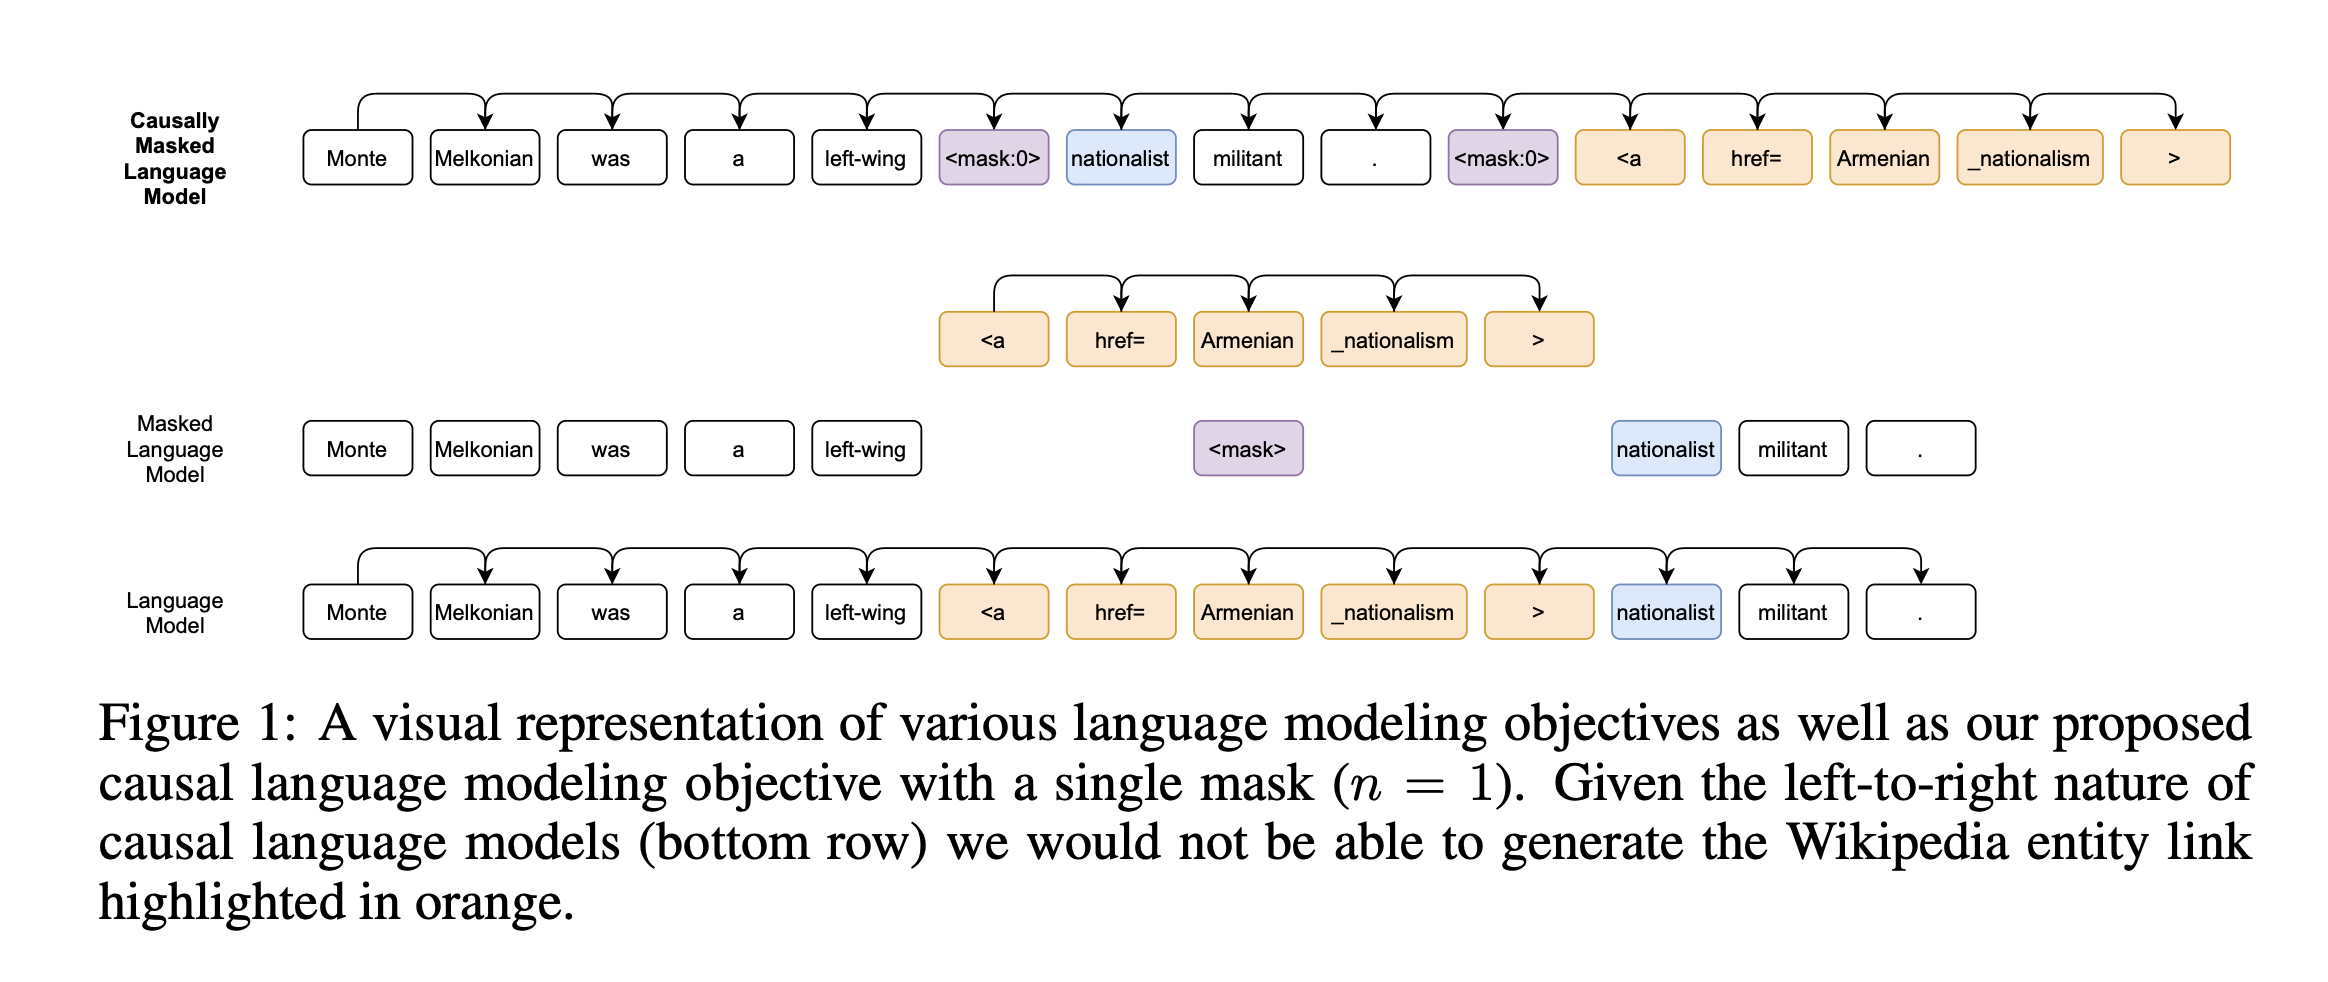 Causally
Masked
Language
Model
Monte Melkonian was a left-wing <mask:0> nationalist militant . <mask:0> <a href= Armenian _nationalism >
<a href= Armenian _nationalism >
Masked
Language
Model
Monte Melkonian was a left-wing <mask> nationalist militant .
Language
Model
Monte Melkonian was a left-wing <a href= Armenian _nationalism > nationalist militant .
Figure 1: A visual representation of various language modeling objectives as well as our proposed
causal language modeling objective with a single mask (n = 1). Given the left-to-right nature of
causal language models (bottom row) we would not be able to generate the Wikipedia entity link
highlighted in orange.